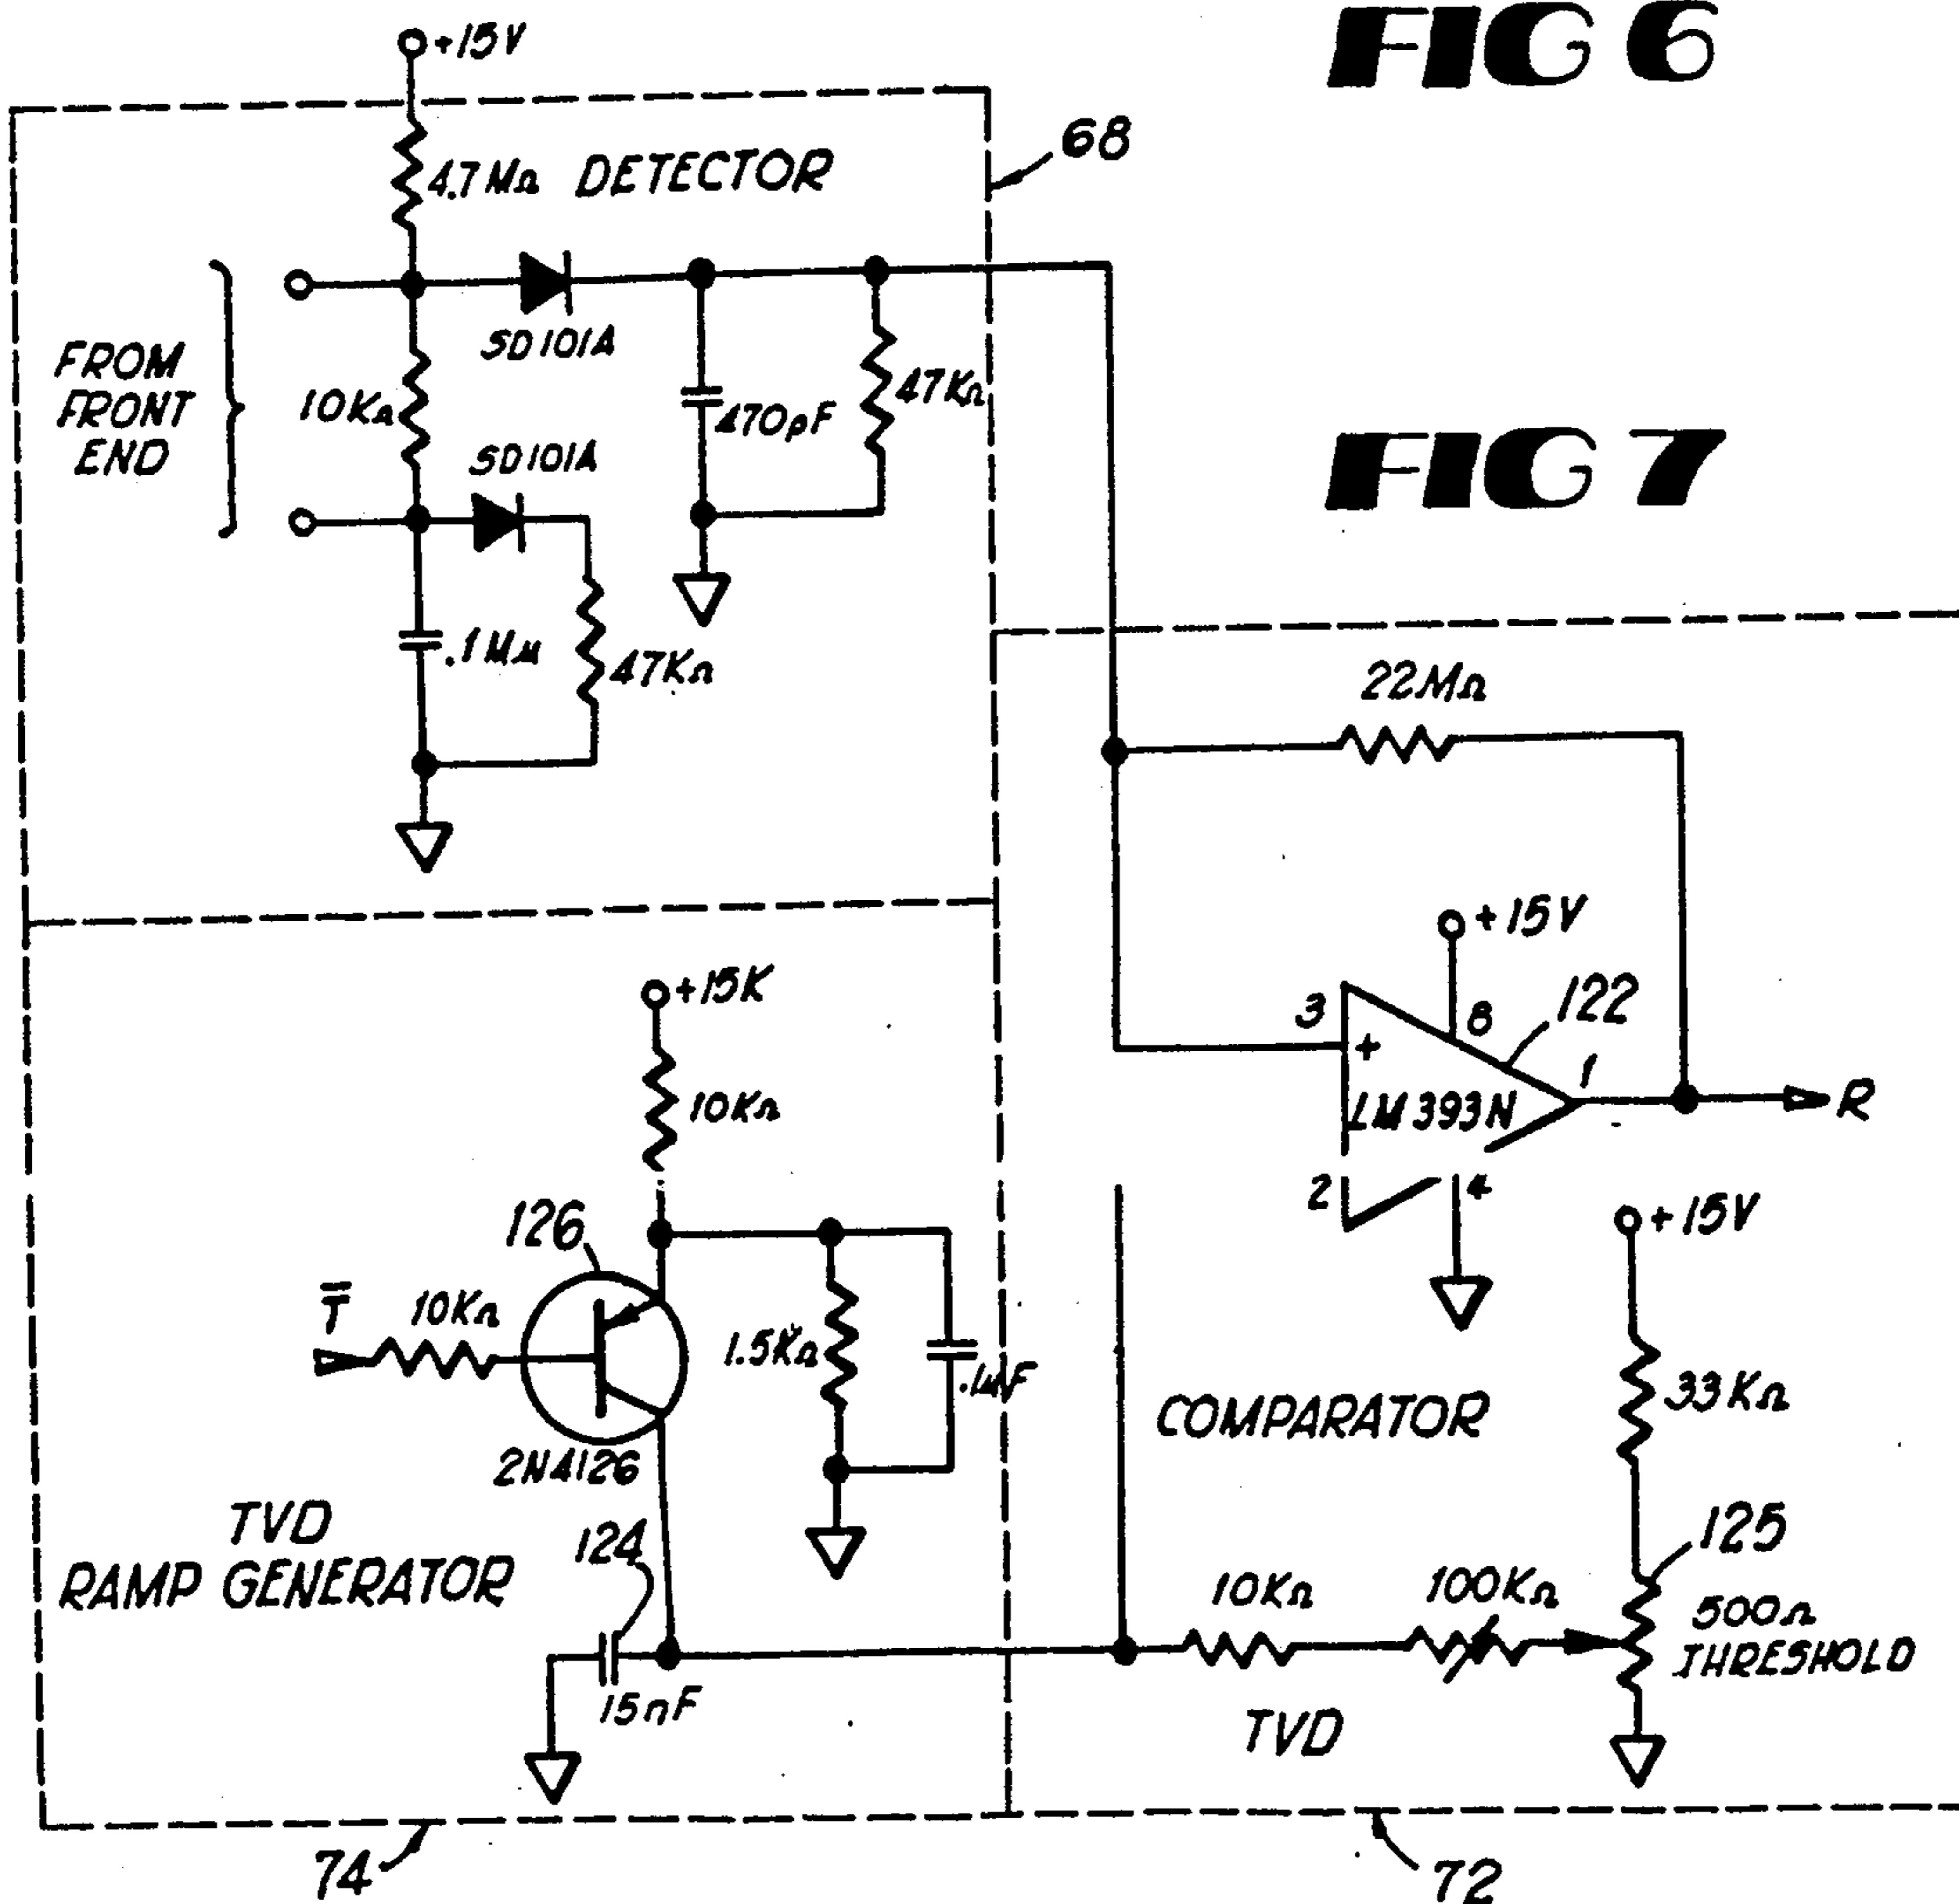 FIG 6
+15V
68
4.7MΩ DETECTOR
SD101A
FROM
FRONT
END
10KΩ
470pF
47KΩ
SD101A
FIG 7
.1Mμ
47KΩ
22MΩ
+15V
+15K
3
8
122
+
1
10KΩ
LM393N
R
2
4
+15V
126
T̅
10KΩ
1.5KΩ
.1μF
33KΩ
COMPARATOR
2N4126
TVD
RAMP GENERATOR
124
125
10KΩ
100KΩ
500Ω
THRESHOLD
15nF
TVD
74
72